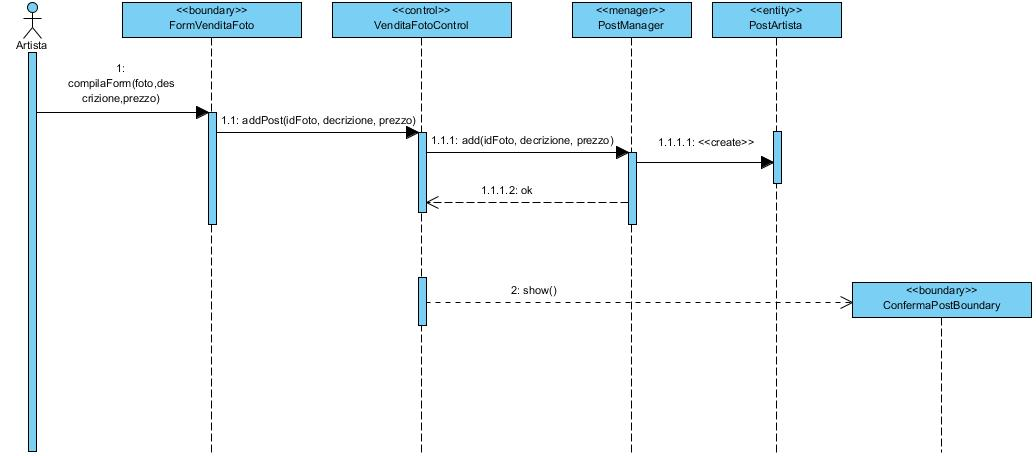 <<boundary>>
FormVenditaFoto
<<control>>
VenditaFotoControl
<<menager>>
PostManager
<<entity>>
PostArtista
Artista
1:
compilaForm(foto,des
crizione,prezzo)
1.1: addPost(idFoto, decrizione, prezzo)
1.1.1: add(idFoto, decrizione, prezzo)
1.1.1.1: <<create>>
1.1.1.2: ok
2: show()
<<boundary>>
ConfermaPostBoundary